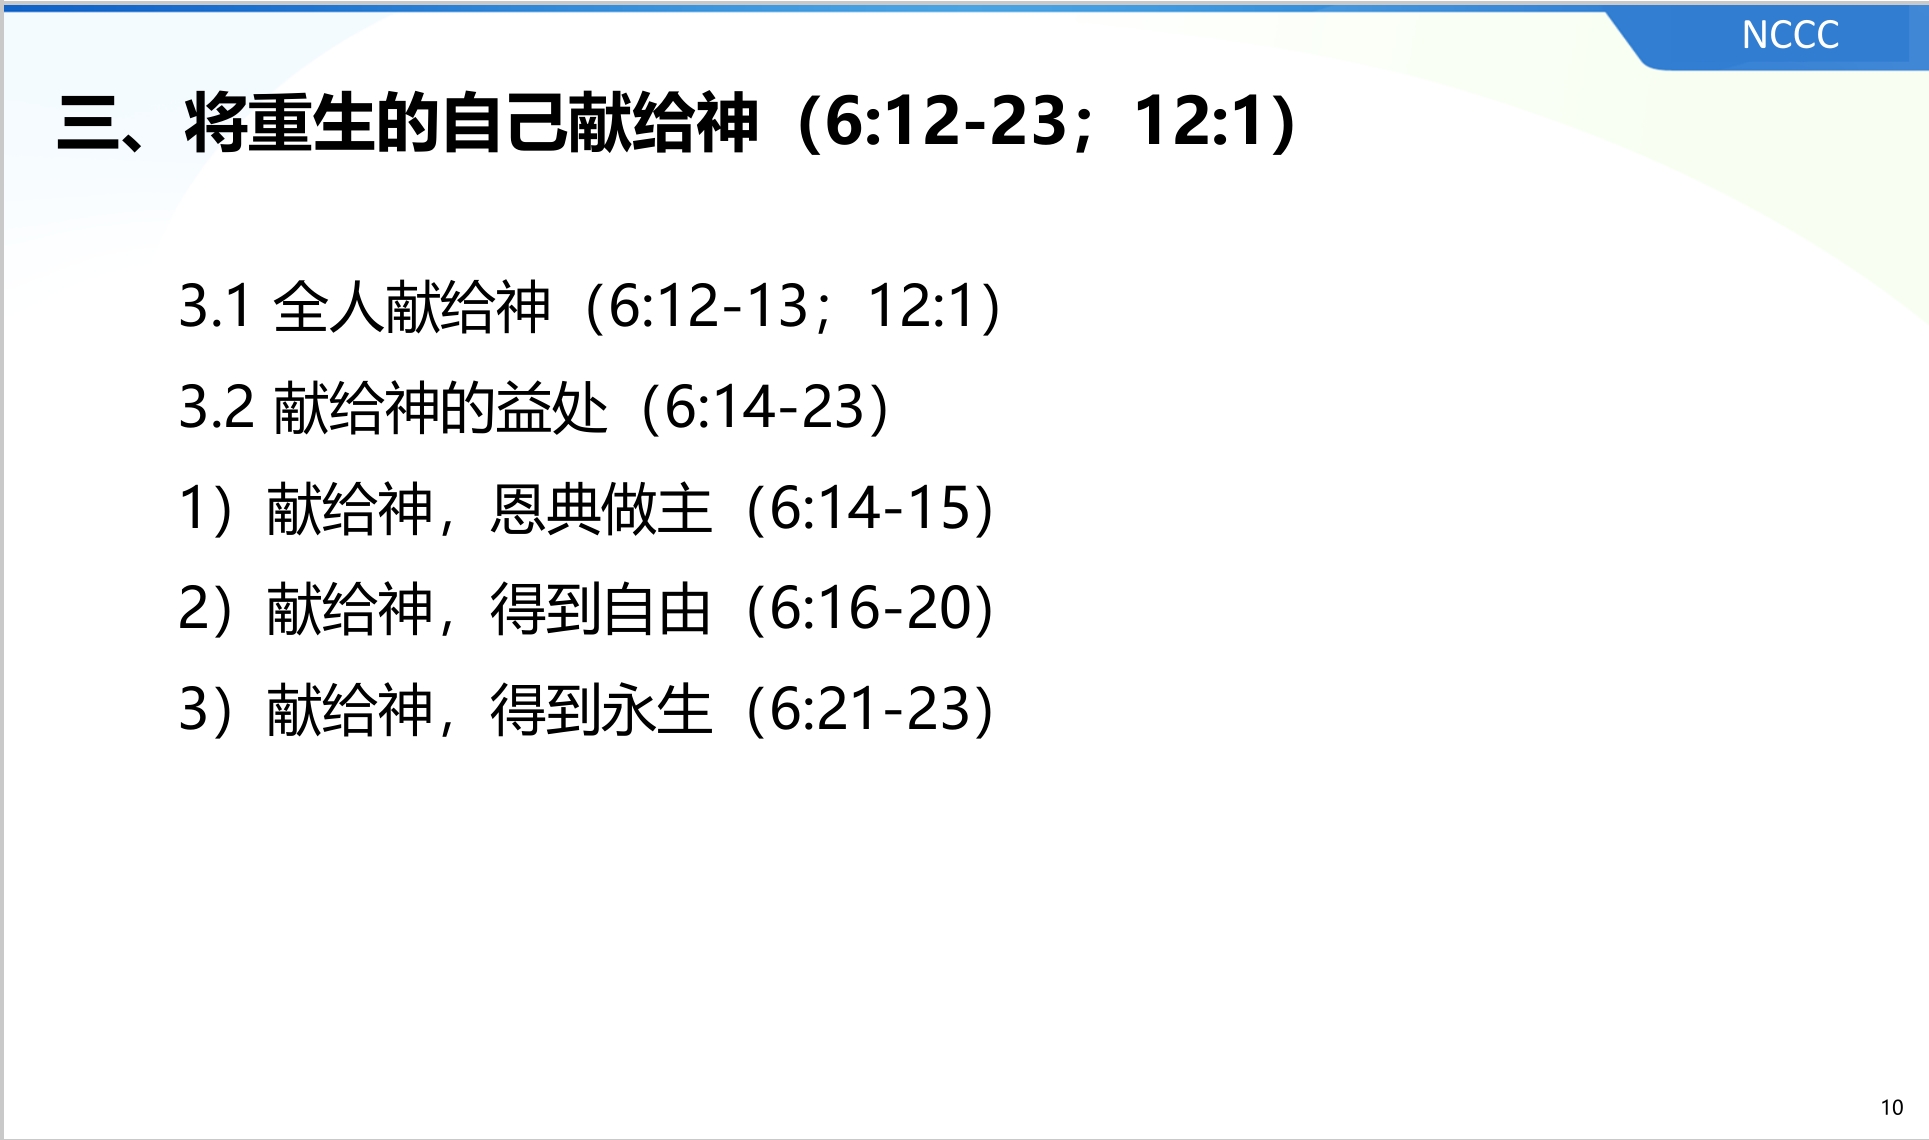 NCCC
三、将重生的自己献给神（6:12-23；12:1）
3.1 全人献给神（6:12-13；12:1）
3.2 献给神的益处（6:14-23）
1）献给神，恩典做主（6:14-15）
2）献给神，得到自由（6:16-20）
3）献给神，得到永生（6:21-23）
10